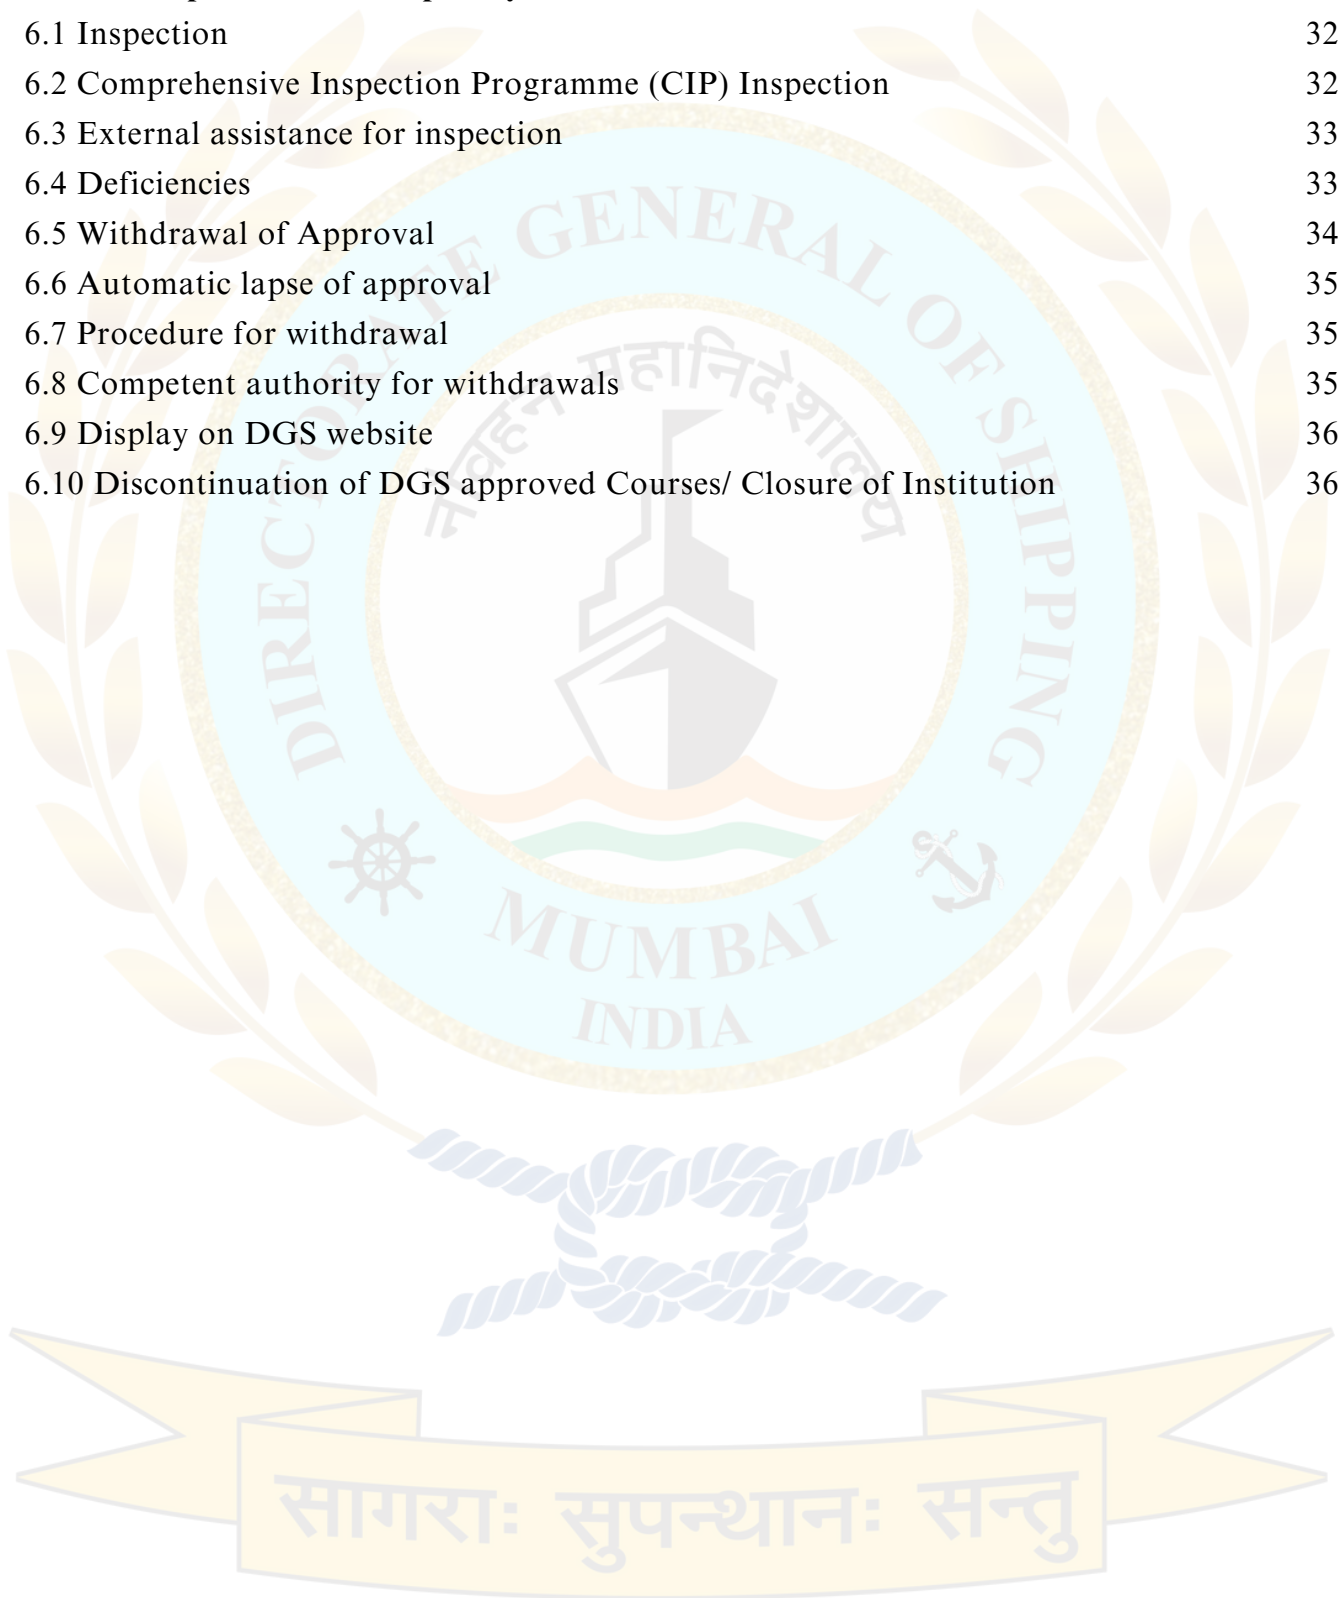 6.1 Inspection 32
6.2 Comprehensive Inspection Programme (CIP) Inspection 32
6.3 External assistance for inspection 33
6.4 Deficiencies 33
6.5 Withdrawal of Approval 34
6.6 Automatic lapse of approval 35
6.7 Procedure for withdrawal 35
6.8 Competent authority for withdrawals 35
6.9 Display on DGS website 36
6.10 Discontinuation of DGS approved Courses/ Closure of Institution 36
DIRECTORATE GENERAL OF SHIPPING
नौवहन महानिदेशालय
MUMBAI
INDIA
सागराः सुपन्थानः सन्तु